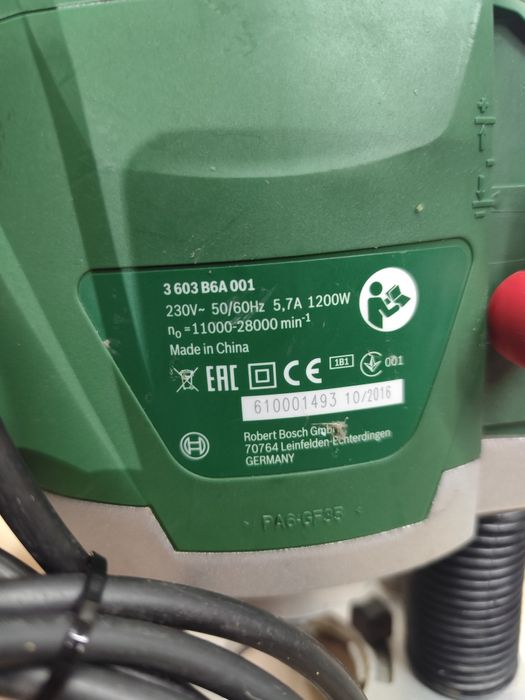 3 603 B6A 001
230V~ 50/60Hz 5,7A 1200W
n₀ =11000-28000 min⁻¹
Made in China
EAC CE 1B1 001
610001493 10/2016
Robert Bosch GmbH
70764 Leinfelden-Echterdingen
GERMANY
> PA6-GF35 <